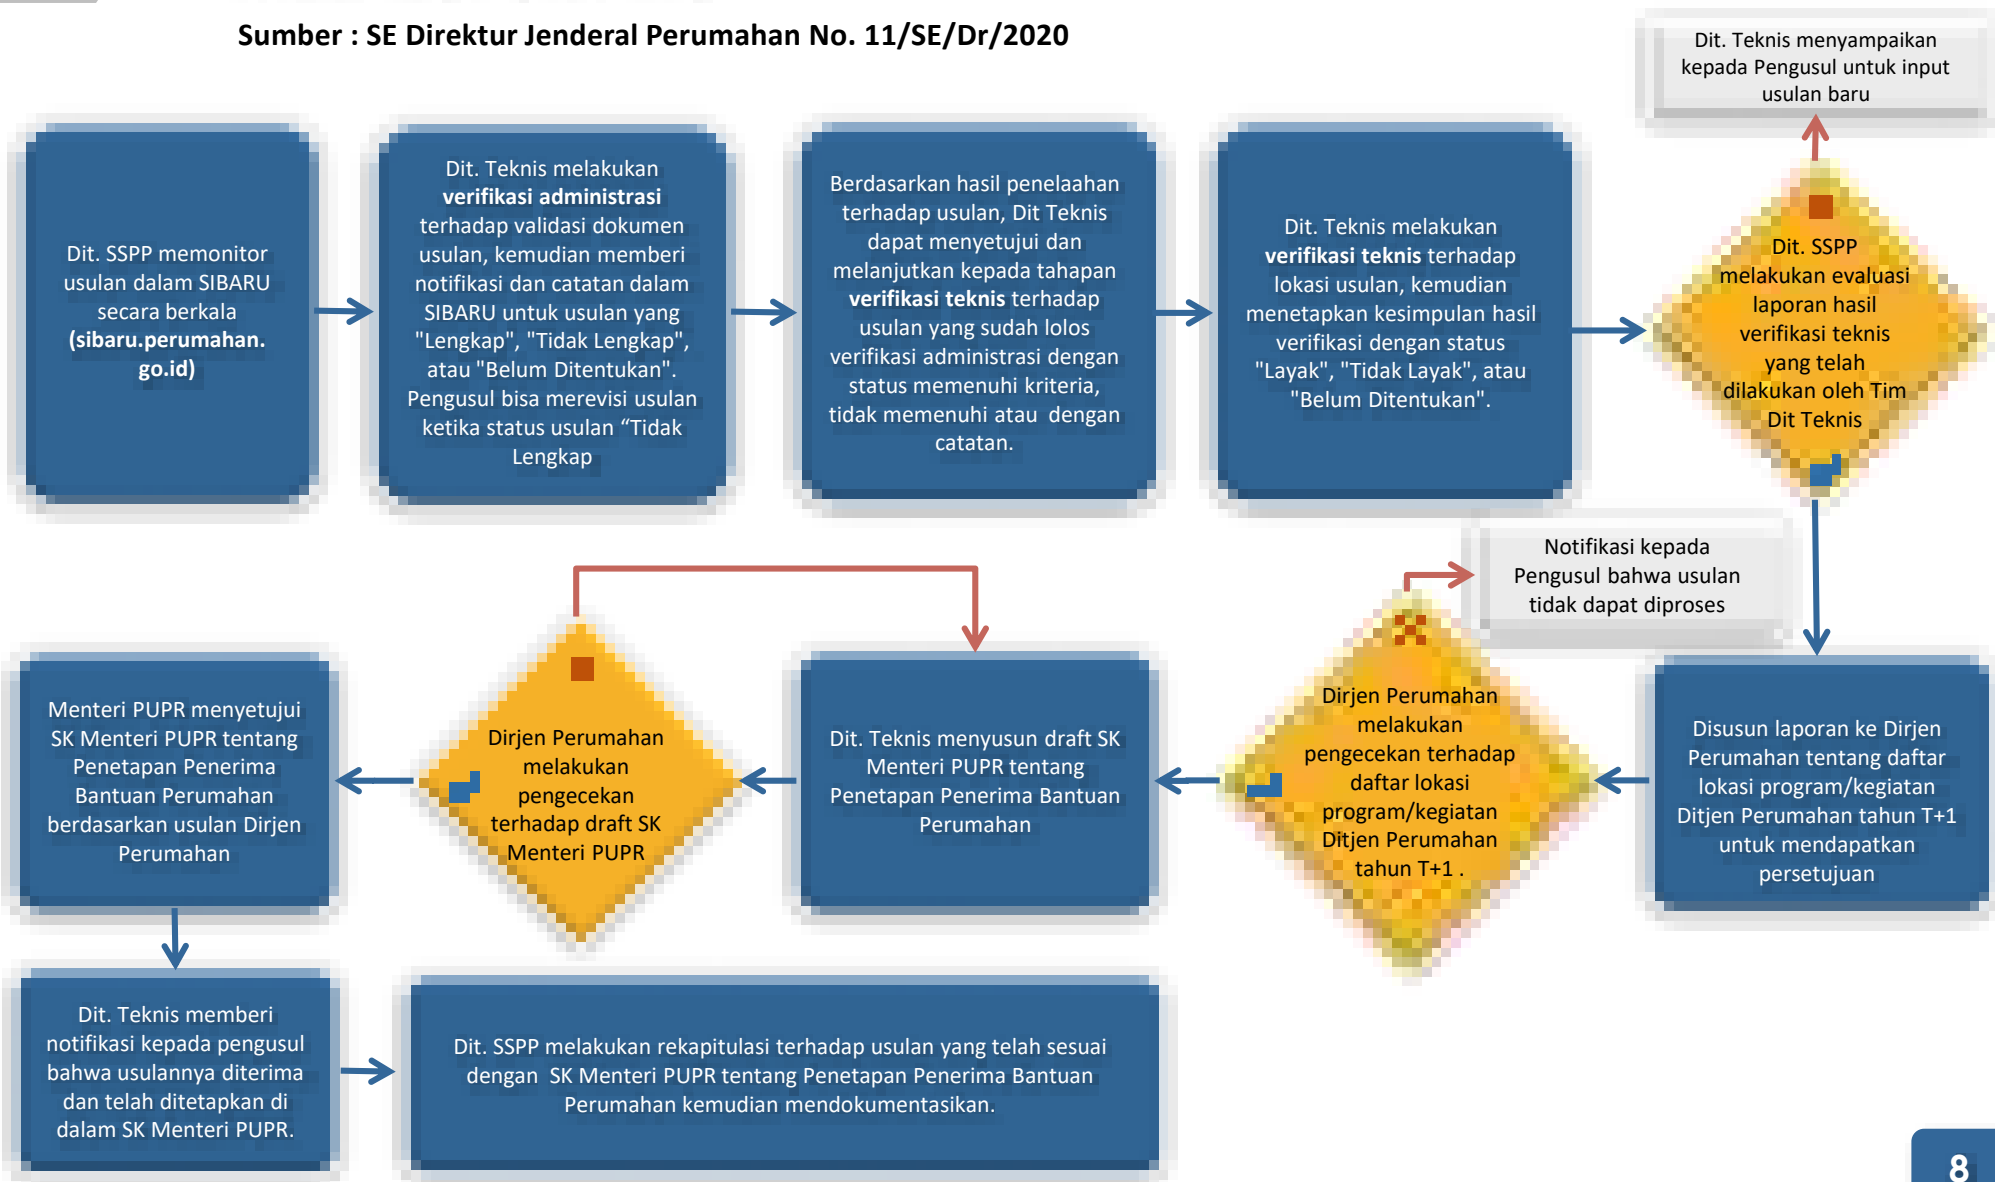 Sumber : SE Direktur Jenderal Perumahan No. 11/SE/Dr/2020
Dit. Teknis menyampaikan
kepada Pengusul untuk input
usulan baru
Dit. SSPP memonitor
usulan dalam SIBARU
secara berkala
(sibaru.perumahan.
go.id)
Dit. Teknis melakukan
verifikasi administrasi
terhadap validasi dokumen
usulan, kemudian memberi
notifikasi dan catatan dalam
SIBARU untuk usulan yang
"Lengkap", "Tidak Lengkap",
atau "Belum Ditentukan".
Pengusul bisa merevisi usulan
ketika status usulan “Tidak
Lengkap
Berdasarkan hasil penelaahan
terhadap usulan, Dit Teknis
dapat menyetujui dan
melanjutkan kepada tahapan
verifikasi teknis terhadap
usulan yang sudah lolos
verifikasi administrasi dengan
status memenuhi kriteria,
tidak memenuhi atau dengan
catatan.
Dit. Teknis melakukan
verifikasi teknis terhadap
lokasi usulan, kemudian
menetapkan kesimpulan hasil
verifikasi dengan status
"Layak", "Tidak Layak", atau
"Belum Ditentukan".
Dit. SSPP
melakukan evaluasi
laporan hasil
verifikasi teknis
yang telah
dilakukan oleh Tim
Dit Teknis
Notifikasi kepada
Pengusul bahwa usulan
tidak dapat diproses
Disusun laporan ke Dirjen
Perumahan tentang daftar
lokasi program/kegiatan
Ditjen Perumahan tahun T+1
untuk mendapatkan
persetujuan
Dirjen Perumahan
melakukan
pengecekan terhadap
daftar lokasi
program/kegiatan
Ditjen Perumahan
tahun T+1 .
Dit. Teknis menyusun draft SK
Menteri PUPR tentang
Penetapan Penerima Bantuan
Perumahan
Dirjen Perumahan
melakukan
pengecekan
terhadap draft SK
Menteri PUPR
Menteri PUPR menyetujui
SK Menteri PUPR tentang
Penetapan Penerima
Bantuan Perumahan
berdasarkan usulan Dirjen
Perumahan
Dit. Teknis memberi
notifikasi kepada pengusul
bahwa usulannya diterima
dan telah ditetapkan di
dalam SK Menteri PUPR.
Dit. SSPP melakukan rekapitulasi terhadap usulan yang telah sesuai
dengan SK Menteri PUPR tentang Penetapan Penerima Bantuan
Perumahan kemudian mendokumentasikan.
8